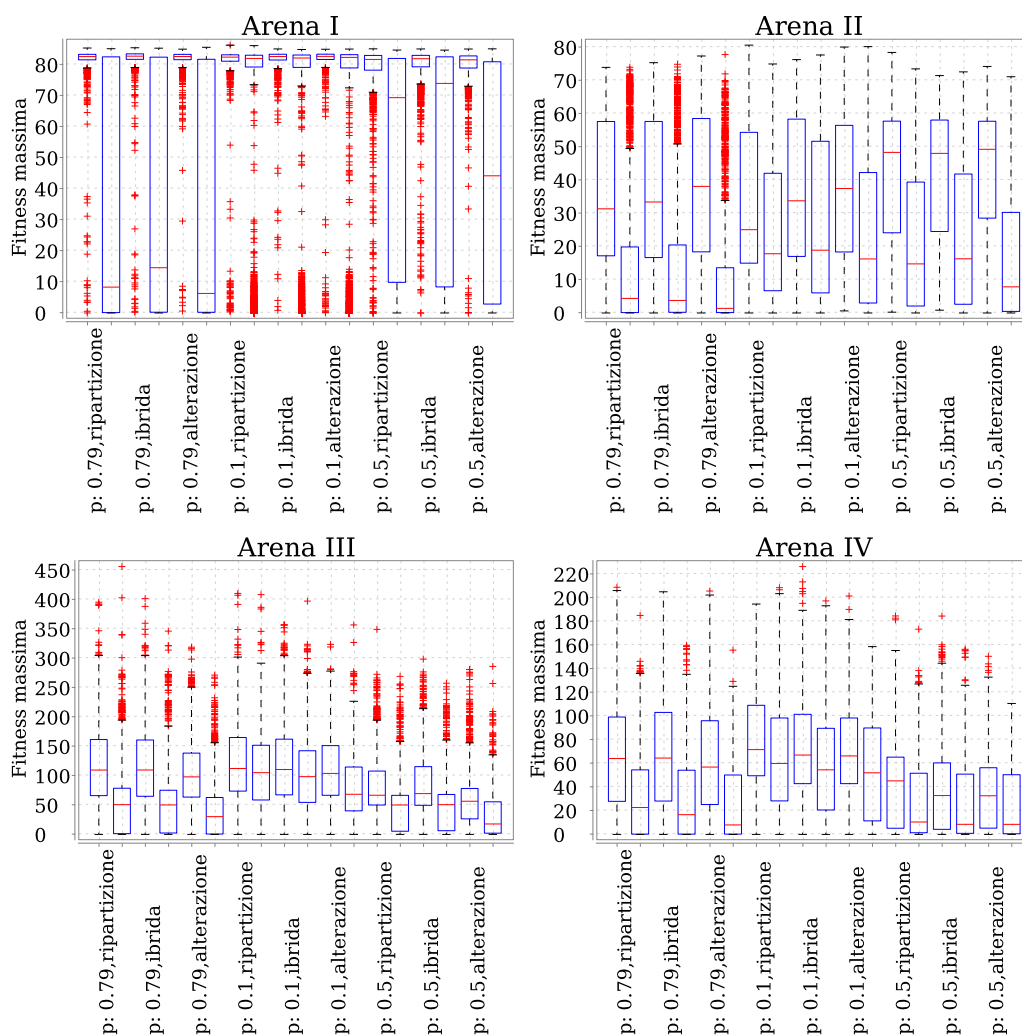 Arena I
Fitness massima
80
70
60
50
40
30
20
10
0
p: 0.79,ripartizione
p: 0.79,ibrida
p: 0.79,alterazione
p: 0.1,ripartizione
p: 0.1,ibrida
p: 0.1,alterazione
p: 0.5,ripartizione
p: 0.5,ibrida
p: 0.5,alterazione
Arena II
Fitness massima
80
70
60
50
40
30
20
10
0
p: 0.79,ripartizione
p: 0.79,ibrida
p: 0.79,alterazione
p: 0.1,ripartizione
p: 0.1,ibrida
p: 0.1,alterazione
p: 0.5,ripartizione
p: 0.5,ibrida
p: 0.5,alterazione
Arena III
Fitness massima
450
400
350
300
250
200
150
100
50
0
p: 0.79,ripartizione
p: 0.79,ibrida
p: 0.79,alterazione
p: 0.1,ripartizione
p: 0.1,ibrida
p: 0.1,alterazione
p: 0.5,ripartizione
p: 0.5,ibrida
p: 0.5,alterazione
Arena IV
Fitness massima
220
200
180
160
140
120
100
80
60
40
20
0
p: 0.79,ripartizione
p: 0.79,ibrida
p: 0.79,alterazione
p: 0.1,ripartizione
p: 0.1,ibrida
p: 0.1,alterazione
p: 0.5,ripartizione
p: 0.5,ibrida
p: 0.5,alterazione